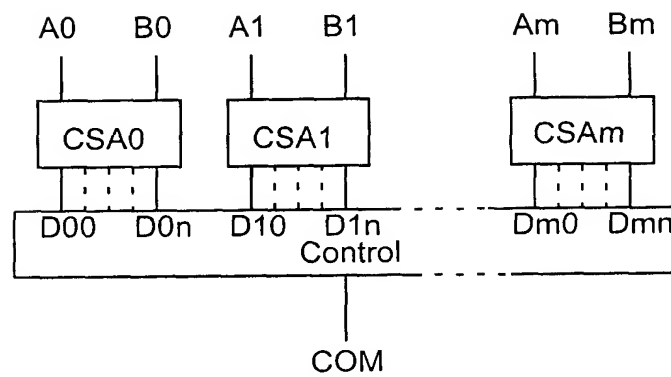 A0 B0 A1 B1 Am Bm
CSA0 CSA1 CSAm
D00 D0n D10 D1n Dm0 Dmn
Control
COM